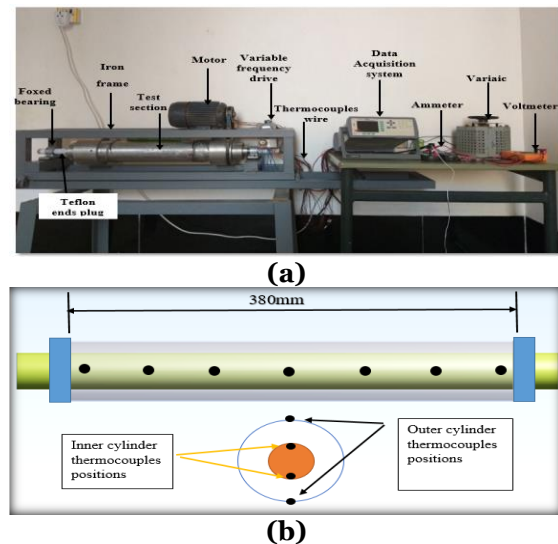 Foxed
bearing
Iron
frame
Test
section
Motor
Variable
frequency
drive
Thermocouples
wire
Data
Acquisition
system
Ammeter
Variaic
Voltmeter
Teflon
ends plug
(a)
380mm
Inner cylinder
thermocouples
positions
Outer cylinder
thermocouples
positions
(b)